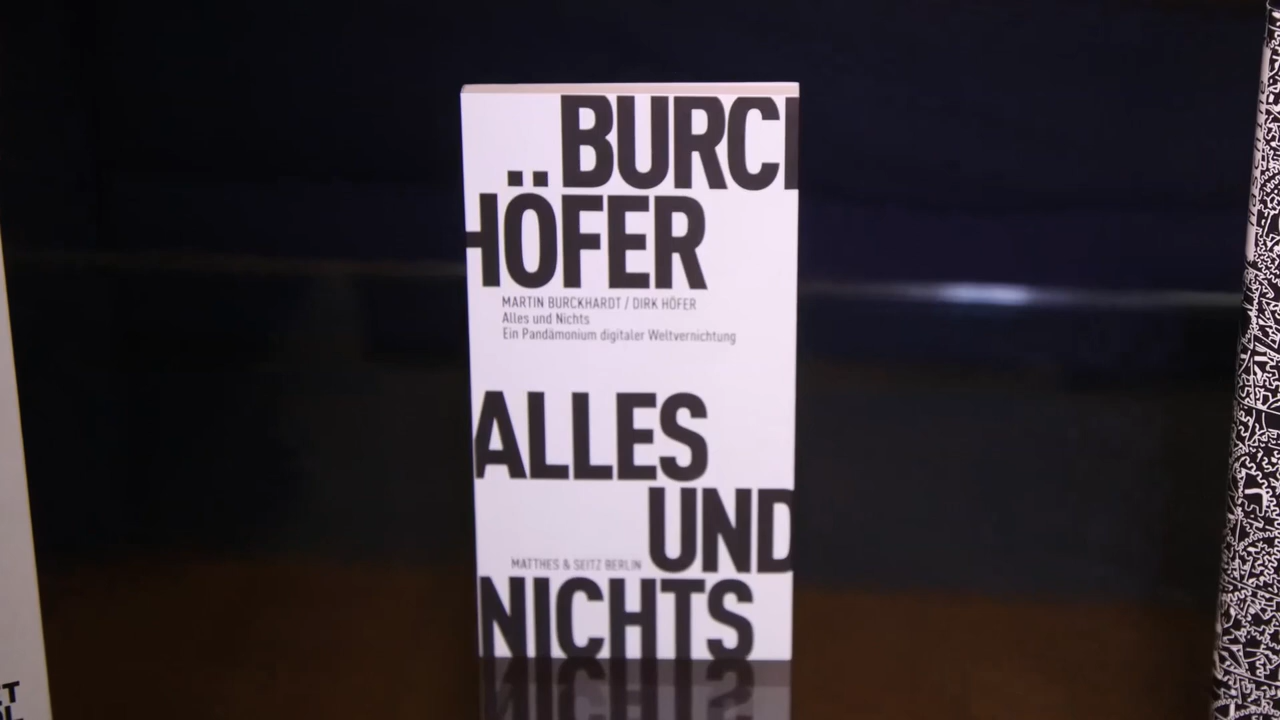 BURC
HÖFER
MARTIN BURCKHARDT / DIRK HÖFER
Alles und Nichts
Ein Pandämonium digitaler Weltvernichtung
ALLES
UND
MATTHES & SEITZ BERLIN
NICHTS